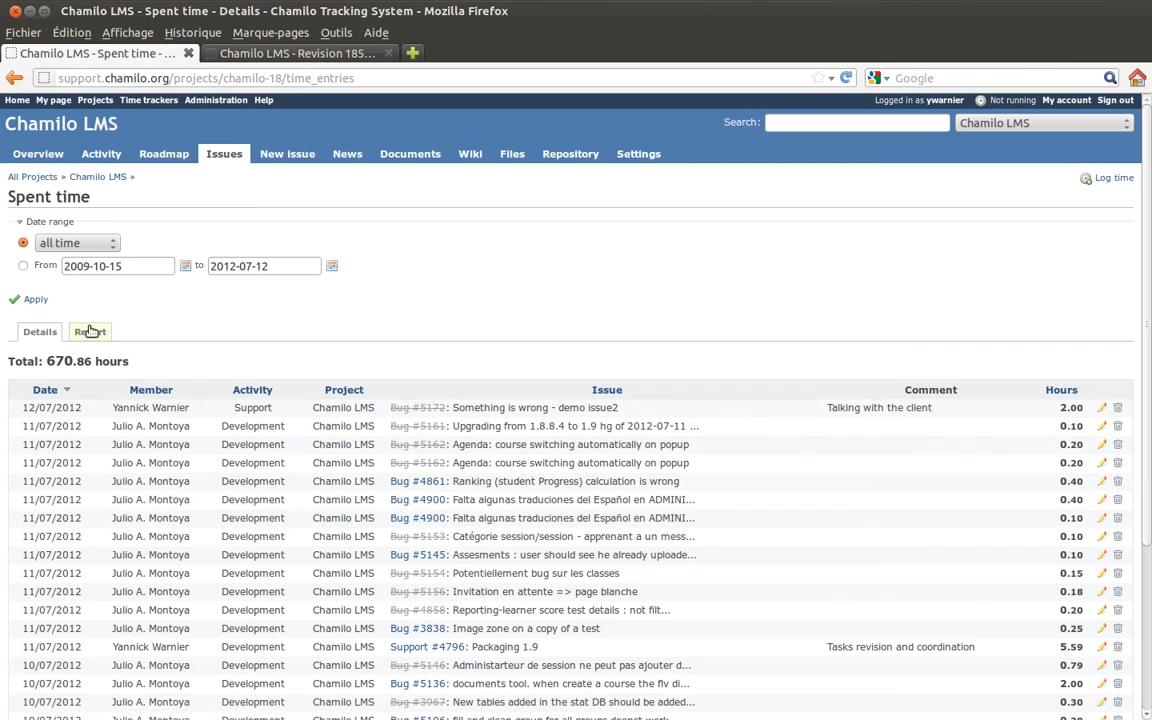 Chamilo LMS - Spent time - Details - Chamilo Tracking System - Mozilla Firefox
Fichier Édition Affichage Historique Marque-pages Outils Aide
Chamilo LMS - Spent time - ... Chamilo LMS - Revision 185...
support.chamilo.org/projects/chamilo-18/time_entries Google
Home My page Projects Time trackers Administration Help Logged in as ywarnier Not running My account Sign out
Chamilo LMS Search: Chamilo LMS
Overview Activity Roadmap Issues New issue News Documents Wiki Files Repository Settings
All Projects » Chamilo LMS » Log time
Spent time
Date range
all time
From 2009-10-15 to 2012-07-12
Apply
Details Report
Total: 670.86 hours
Date Member Activity Project Issue Comment Hours
12/07/2012 Yannick Warnier Support Chamilo LMS Bug #5172: Something is wrong - demo issue2 Talking with the client 2.00
11/07/2012 Julio A. Montoya Development Chamilo LMS Bug #5161: Upgrading from 1.8.8.4 to 1.9 hg of 2012-07-11 ... 0.10
11/07/2012 Julio A. Montoya Development Chamilo LMS Bug #5162: Agenda: course switching automatically on popup 0.20
11/07/2012 Julio A. Montoya Development Chamilo LMS Bug #5162: Agenda: course switching automatically on popup 0.20
11/07/2012 Julio A. Montoya Development Chamilo LMS Bug #4861: Ranking (student Progress) calculation is wrong 0.40
11/07/2012 Julio A. Montoya Development Chamilo LMS Bug #4900: Falta algunas traduciones del Español en ADMINI... 0.40
11/07/2012 Julio A. Montoya Development Chamilo LMS Bug #4900: Falta algunas traduciones del Español en ADMINI... 0.10
11/07/2012 Julio A. Montoya Development Chamilo LMS Bug #5153: Catégorie session/session - apprenant a un mess... 0.10
11/07/2012 Julio A. Montoya Development Chamilo LMS Bug #5145: Assesments : user should see he already uploade... 0.10
11/07/2012 Julio A. Montoya Development Chamilo LMS Bug #5154: Potentiellement bug sur les classes 0.15
11/07/2012 Julio A. Montoya Development Chamilo LMS Bug #5156: Invitation en attente => page blanche 0.18
11/07/2012 Julio A. Montoya Development Chamilo LMS Bug #4858: Reporting-learner score test details : not filt... 0.20
11/07/2012 Julio A. Montoya Development Chamilo LMS Bug #3838: Image zone on a copy of a test 0.25
11/07/2012 Yannick Warnier Development Chamilo LMS Support #4796: Packaging 1.9 Tasks revision and coordination 5.59
10/07/2012 Julio A. Montoya Development Chamilo LMS Bug #5146: Administarteur de session ne peut pas ajouter d... 0.79
10/07/2012 Julio A. Montoya Development Chamilo LMS Bug #5136: documents tool. when create a course the flv di... 2.00
10/07/2012 Julio A. Montoya Development Chamilo LMS Bug #3967: New tables added in the stat DB should be added... 0.30